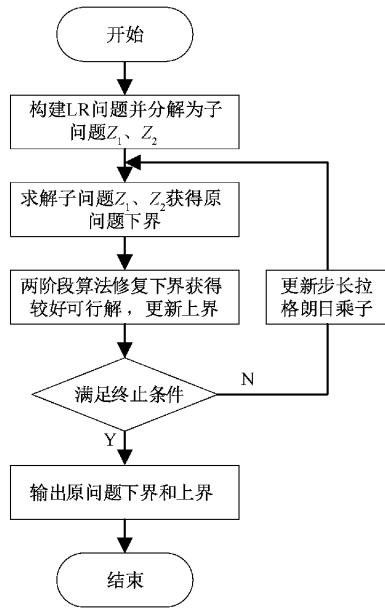 开始
构建LR问题并分解为子
问题Z₁、Z₂
求解子问题Z₁、Z₂获得原
问题下界
两阶段算法修复下界获得
较好可行解，更新上界
更新步长拉
格朗日乘子
满足终止条件
N
Y
输出原问题下界和上界
结束